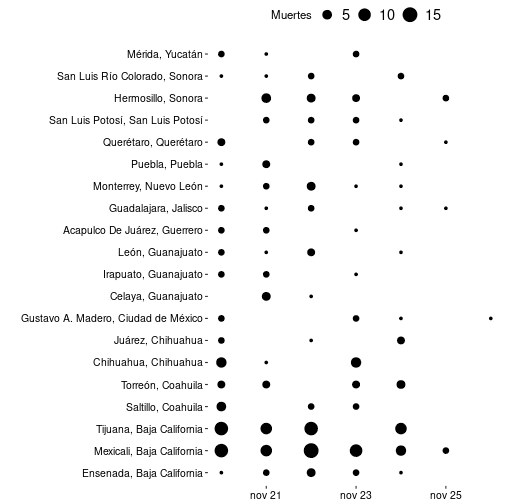 Muertes 5 10 15
Mérida, Yucatán
San Luis Río Colorado, Sonora
Hermosillo, Sonora
San Luis Potosí, San Luis Potosí
Querétaro, Querétaro
Puebla, Puebla
Monterrey, Nuevo León
Guadalajara, Jalisco
Acapulco De Juárez, Guerrero
León, Guanajuato
Irapuato, Guanajuato
Celaya, Guanajuato
Gustavo A. Madero, Ciudad de México
Juárez, Chihuahua
Chihuahua, Chihuahua
Torreón, Coahuila
Saltillo, Coahuila
Tijuana, Baja California
Mexicali, Baja California
Ensenada, Baja California
nov 21 nov 23 nov 25